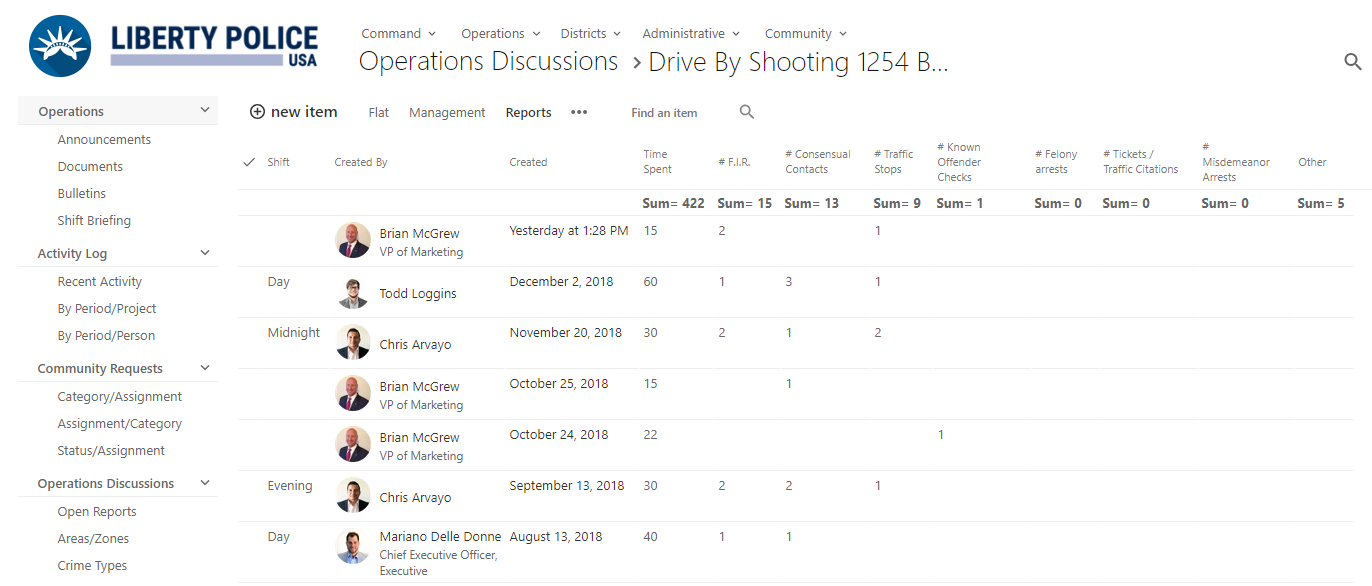 LIBERTY POLICE
USA
Command Operations Districts Administrative Community
Operations Discussions > Drive By Shooting 1254 B...
Operations
Announcements
Documents
Bulletins
Shift Briefing
Activity Log
Recent Activity
By Period/Project
By Period/Person
Community Requests
Category/Assignment
Assignment/Category
Status/Assignment
Operations Discussions
Open Reports
Areas/Zones
Crime Types
new item Flat Management Reports ••• Find an item
Shift Created By Created Time Spent # F.I.R. # Consensual Contacts # Traffic Stops # Known Offender Checks # Felony arrests # Tickets / Traffic Citations # Misdemeanor Arrests Other
Sum= 422 Sum= 15 Sum= 13 Sum= 9 Sum= 1 Sum= 0 Sum= 0 Sum= 0 Sum= 5
Brian McGrew Yesterday at 1:28 PM 15 2 1
VP of Marketing
Day Todd Loggins December 2, 2018 60 1 3 1
Midnight Chris Arvayo November 20, 2018 30 2 1 2
Brian McGrew October 25, 2018 15 1
VP of Marketing
Brian McGrew October 24, 2018 22 1
VP of Marketing
Evening Chris Arvayo September 13, 2018 30 2 2 1
Day Mariano Delle Donne August 13, 2018 40 1 1
Chief Executive Officer,
Executive